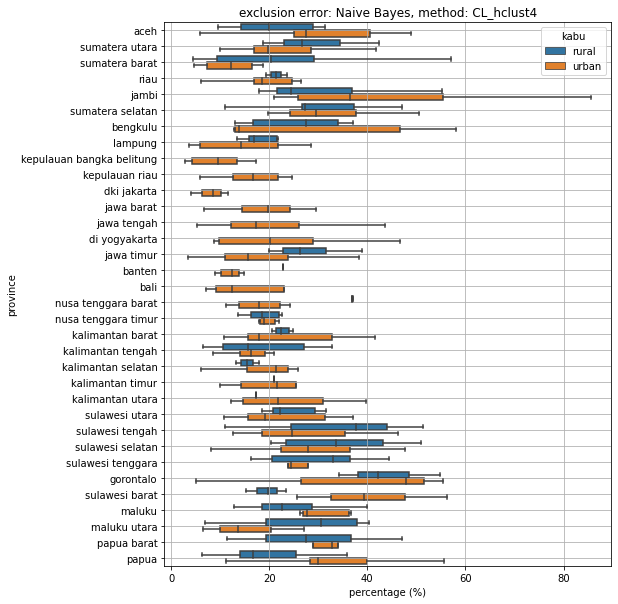 exclusion error: Naive Bayes, method: CL_hclust4
kabu
rural
urban
province
aceh
sumatera utara
sumatera barat
riau
jambi
sumatera selatan
bengkulu
lampung
kepulauan bangka belitung
kepulauan riau
dki jakarta
jawa barat
jawa tengah
di yogyakarta
jawa timur
banten
bali
nusa tenggara barat
nusa tenggara timur
kalimantan barat
kalimantan tengah
kalimantan selatan
kalimantan timur
kalimantan utara
sulawesi utara
sulawesi tengah
sulawesi selatan
sulawesi tenggara
gorontalo
sulawesi barat
maluku
maluku utara
papua barat
papua
0 20 40 60 80
percentage (%)